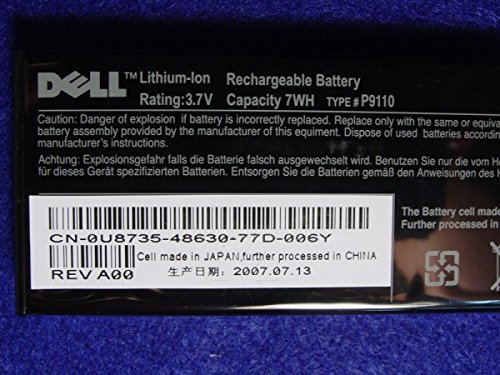 DELL™ Lithium-Ion Rechargeable Battery
Rating:3.7V Capacity 7WH TYPE # P9110
Caution: Danger of explosion if battery is incorrectly replaced. Replace only with the same or equiva
battery assembly provided by the manufacturer of this equiment. Dispose of used batteries according
manufacturer's instructions.
Achtung: Explosionsgefahr falls die Batterie falsch ausgewechselt wird. Benutzen Sie nur die vom H
für dieses Gerät spezifizierten Batterien. Entsorgen Sie die Batterien gemäß den Anweisungen des H
CN-0U8735-48630-77D-006Y
Cell made in JAPAN,further processed in CHINA
REV A00 生产日期: 2007.07.13
The Battery cell mad
Further processed in